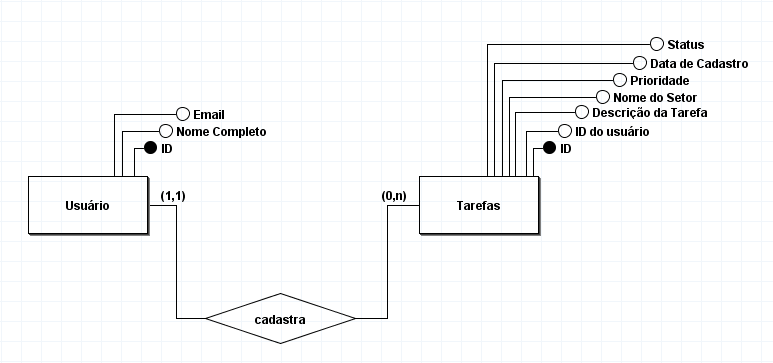 Status
Data de Cadastro
Prioridade
Nome do Setor
Email
Descrição da Tarefa
Nome Completo
ID do usuário
ID
ID
(1,1)
(0,n)
Usuário
Tarefas
cadastra